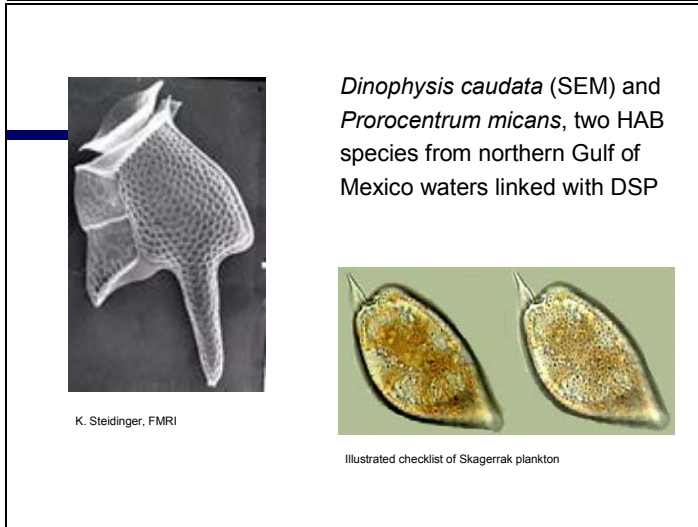 Dinophysis caudata (SEM) and
Prorocentrum micans, two HAB
species from northern Gulf of
Mexico waters linked with DSP
K. Steidinger, FMRI
Illustrated checklist of Skagerrak plankton